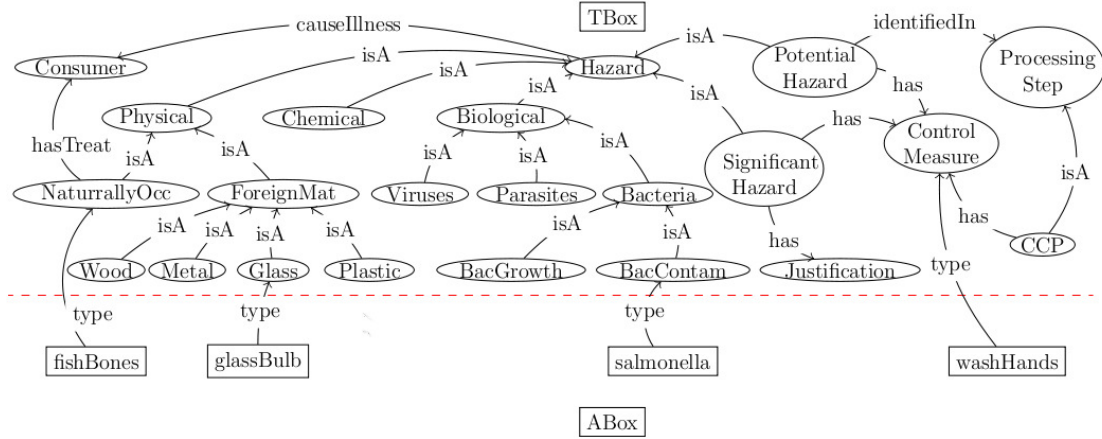 TBox
causeIllness
identifiedIn
isA
isA
Consumer
isA
Hazard
Potential
Hazard
Processing
Step
isA
has
Physical
Chemical
Biological
isA
has
Control
Measure
hasTreat
isA
isA
isA
isA
isA
Significant
Hazard
isA
NaturallyOcc
ForeignMat
Viruses
Parasites
Bacteria
isA
isA
isA
isA
isA
isA
has
has
CCP
Wood
Metal
Glass
Plastic
BacGrowth
BacContam
Justification
type
type
type
type
fishBones
glassBulb
salmonella
washHands
ABox